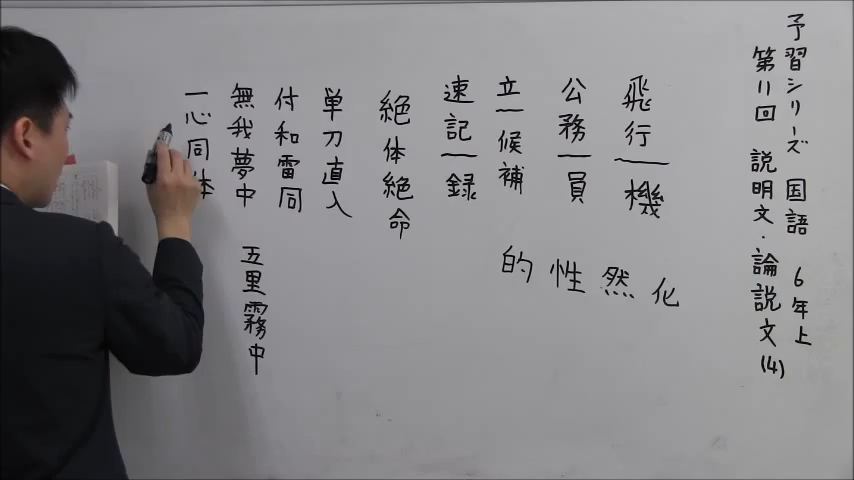 予習シリーズ 国語 6年上
第11回 説明文・論説文(4)
飛行|機
公務|員
立|候補
速記|録
化 然 性 的
絶体絶命
単刀直入
付和雷同
無我夢中 五里霧中
一心同体